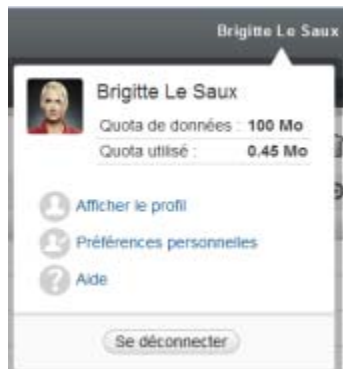 Brigitte Le Saux
Brigitte Le Saux
Quota de données : 100 Mo
Quota utilisé : 0.45 Mo
Afficher le profil
Préférences personnelles
Aide
Se déconnecter